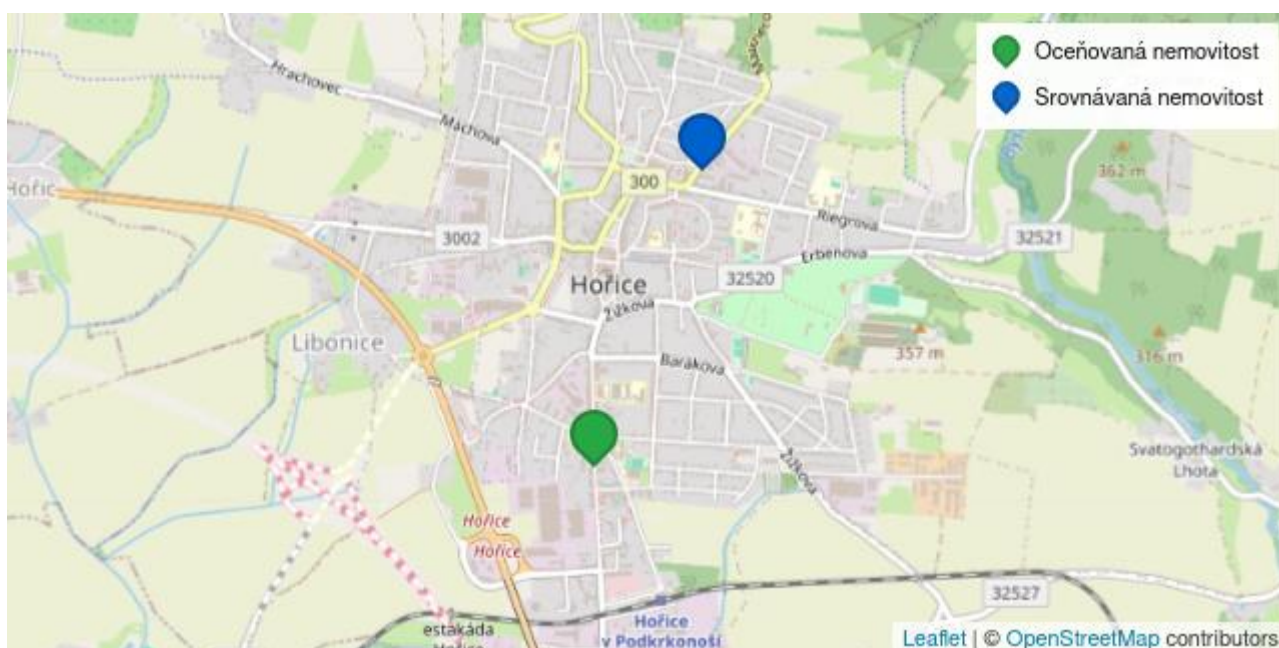 Oceňovaná nemovitost
Srovnávaná nemovitost
Hrachovec
Máchova
Hořic
300
362 m
3002
Riegrova
32521
Erbenova
Hořice
32520
Žižkova
Libonice
357 m
316 m
Barákova
Svatogothardská
Lhota
Žižkova
Hořice
Hořice
32527
Hořice
v Podkrkonoší
estakáda
Hořice
Leaflet | © OpenStreetMap contributors